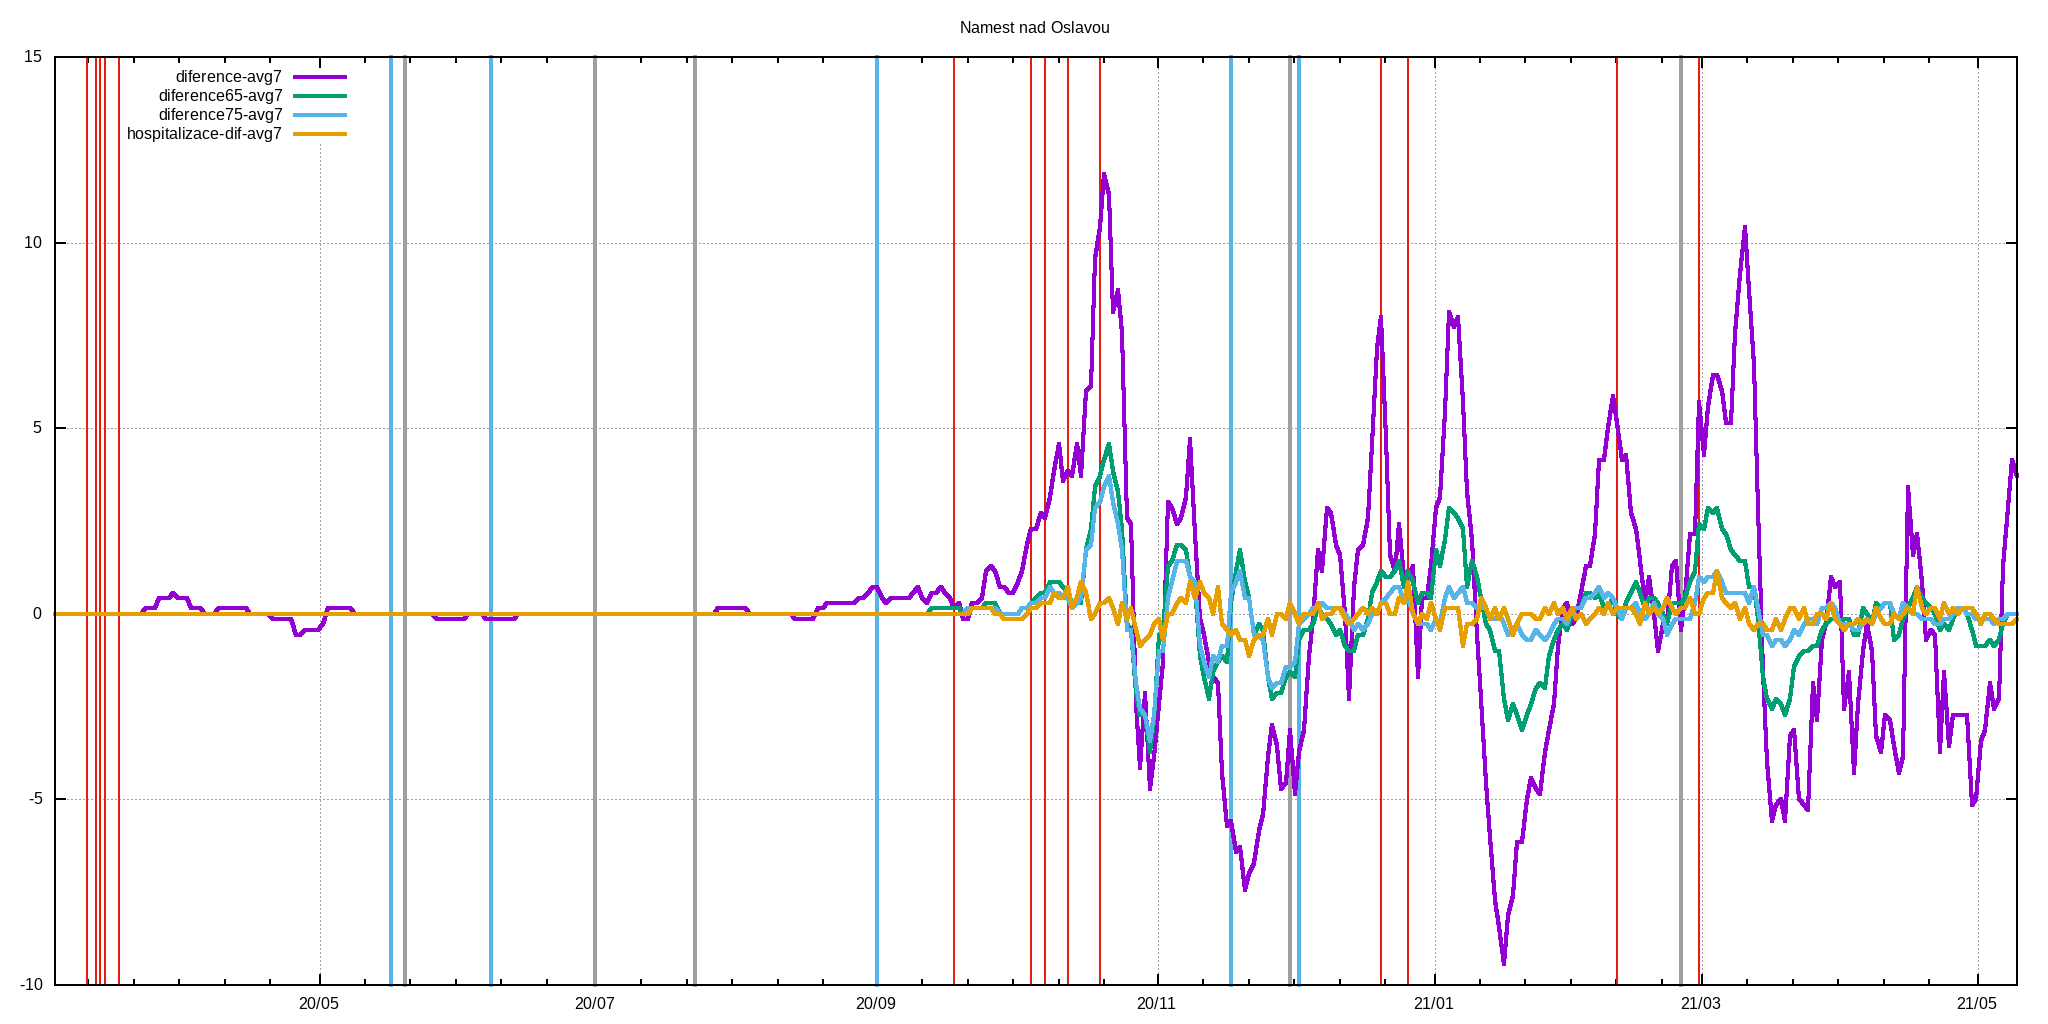 Namest nad Oslavou
15
10
5
0
-5
-10
diference-avg7
diference65-avg7
diference75-avg7
hospitalizace-dif-avg7
20/05
20/07
20/09
20/11
21/01
21/03
21/05